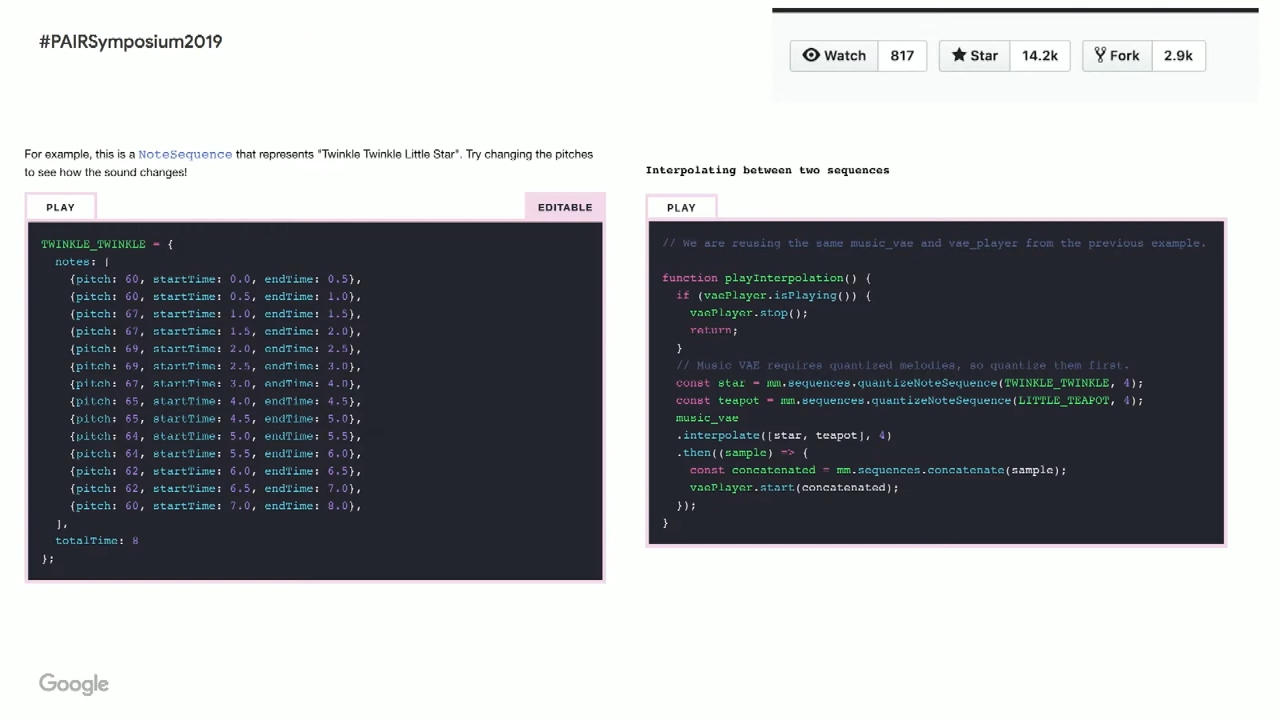 #PAIRSymposium2019
Watch 817 Star 14.2k Fork 2.9k
For example, this is a NoteSequence that represents "Twinkle Twinkle Little Star". Try changing the pitches
to see how the sound changes!
PLAY EDITABLE
TWINKLE_TWINKLE = {
notes: [
{pitch: 60, startTime: 0.0, endTime: 0.5},
{pitch: 60, startTime: 0.5, endTime: 1.0},
{pitch: 67, startTime: 1.0, endTime: 1.5},
{pitch: 67, startTime: 1.5, endTime: 2.0},
{pitch: 69, startTime: 2.0, endTime: 2.5},
{pitch: 69, startTime: 2.5, endTime: 3.0},
{pitch: 67, startTime: 3.0, endTime: 4.0},
{pitch: 65, startTime: 4.0, endTime: 4.5},
{pitch: 65, startTime: 4.5, endTime: 5.0},
{pitch: 64, startTime: 5.0, endTime: 5.5},
{pitch: 64, startTime: 5.5, endTime: 6.0},
{pitch: 62, startTime: 6.0, endTime: 6.5},
{pitch: 62, startTime: 6.5, endTime: 7.0},
{pitch: 60, startTime: 7.0, endTime: 8.0},
],
totalTime: 8
};
Interpolating between two sequences
PLAY
// We are reusing the same music_vae and vae_player from the previous example.
function playInterpolation() {
if (vaePlayer.isPlaying()) {
vaePlayer.stop();
return;
}
// Music VAE requires quantized melodies, so quantize them first.
const star = mm.sequences.quantizeNoteSequence(TWINKLE_TWINKLE, 4);
const teapot = mm.sequences.quantizeNoteSequence(LITTLE_TEAPOT, 4);
music_vae
.interpolate([star, teapot], 4)
.then((sample) => {
const concatenated = mm.sequences.concatenate(sample);
vaePlayer.start(concatenated);
});
}
Google